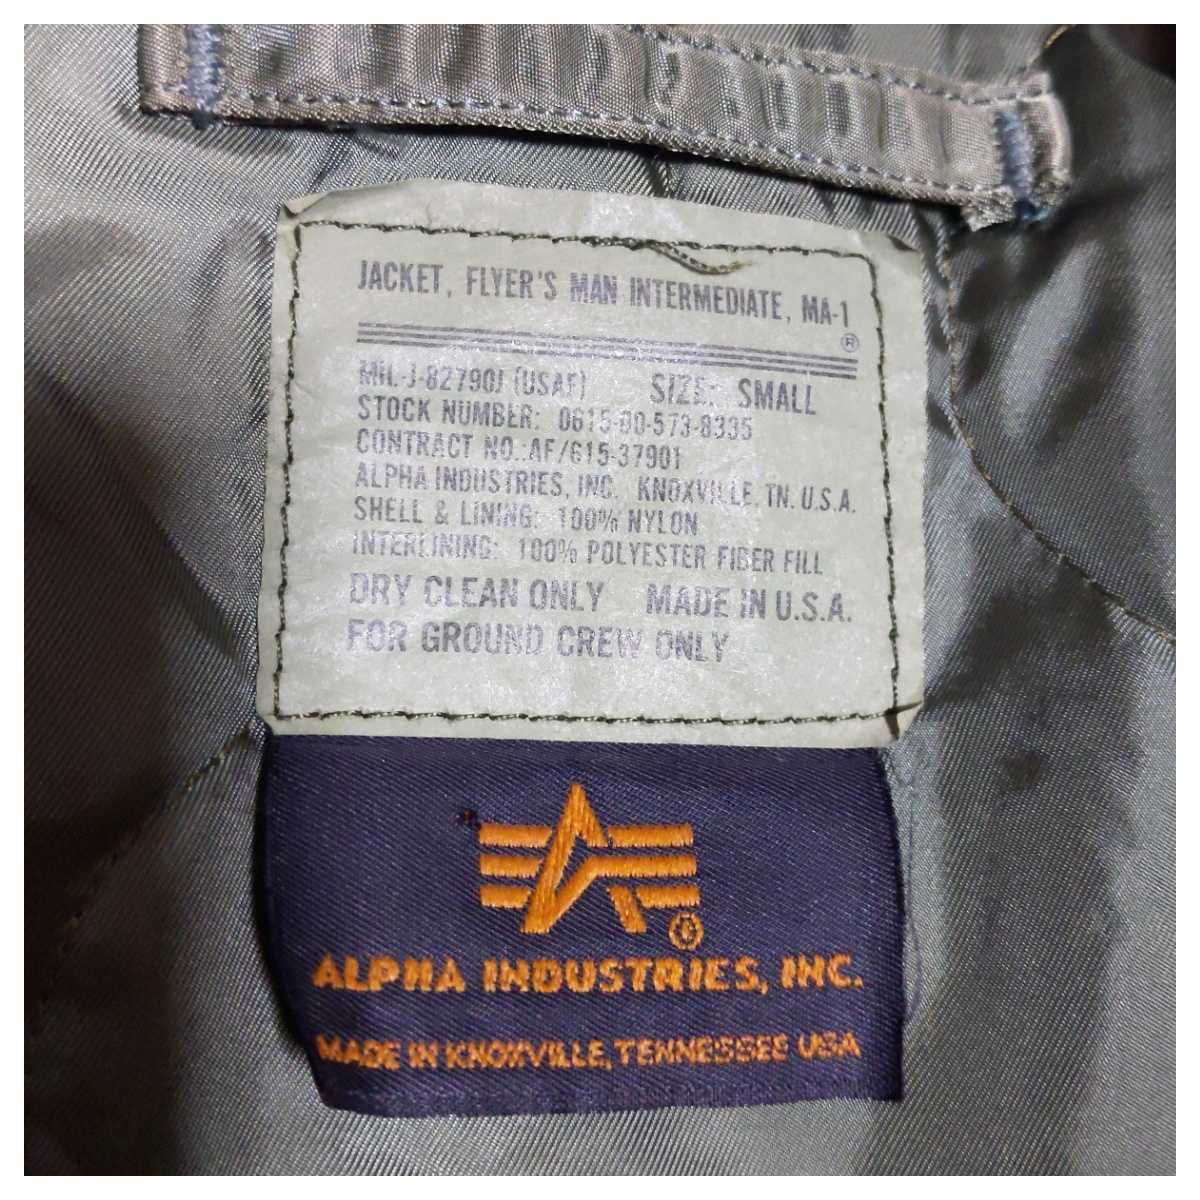 JACKET, FLYER'S MAN INTERMEDIATE, MA-1
®
MIL-J-82790J (USAF) SIZE: SMALL
STOCK NUMBER: 0615-00-573-8335
CONTRACT NO.:AF/615-37901
ALPHA INDUSTRIES, INC. KNOXVILLE, TN. U.S.A.
SHELL & LINING: 100% NYLON
INTERLINING: 100% POLYESTER FIBER FILL
DRY CLEAN ONLY MADE IN U.S.A.
FOR GROUND CREW ONLY
®
ALPHA INDUSTRIES, INC.
MADE IN KNOXVILLE, TENNESSEE USA